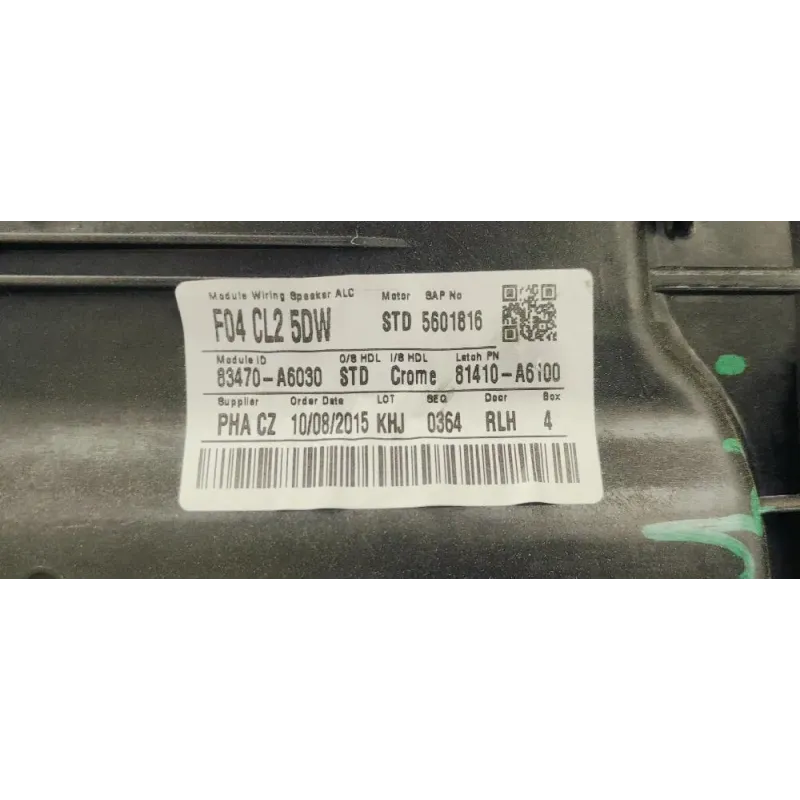 Module Wiring Speaker ALC Motor SAP No
F04 CL2 5DW STD 5601816
Module ID O/S HDL I/S HDL Latch PN
83470-A6030 STD Crome 81410-A6100
Supplier Order Date LOT SEQ Door Box
PHA CZ 10/08/2015 KHJ 0364 RLH 4